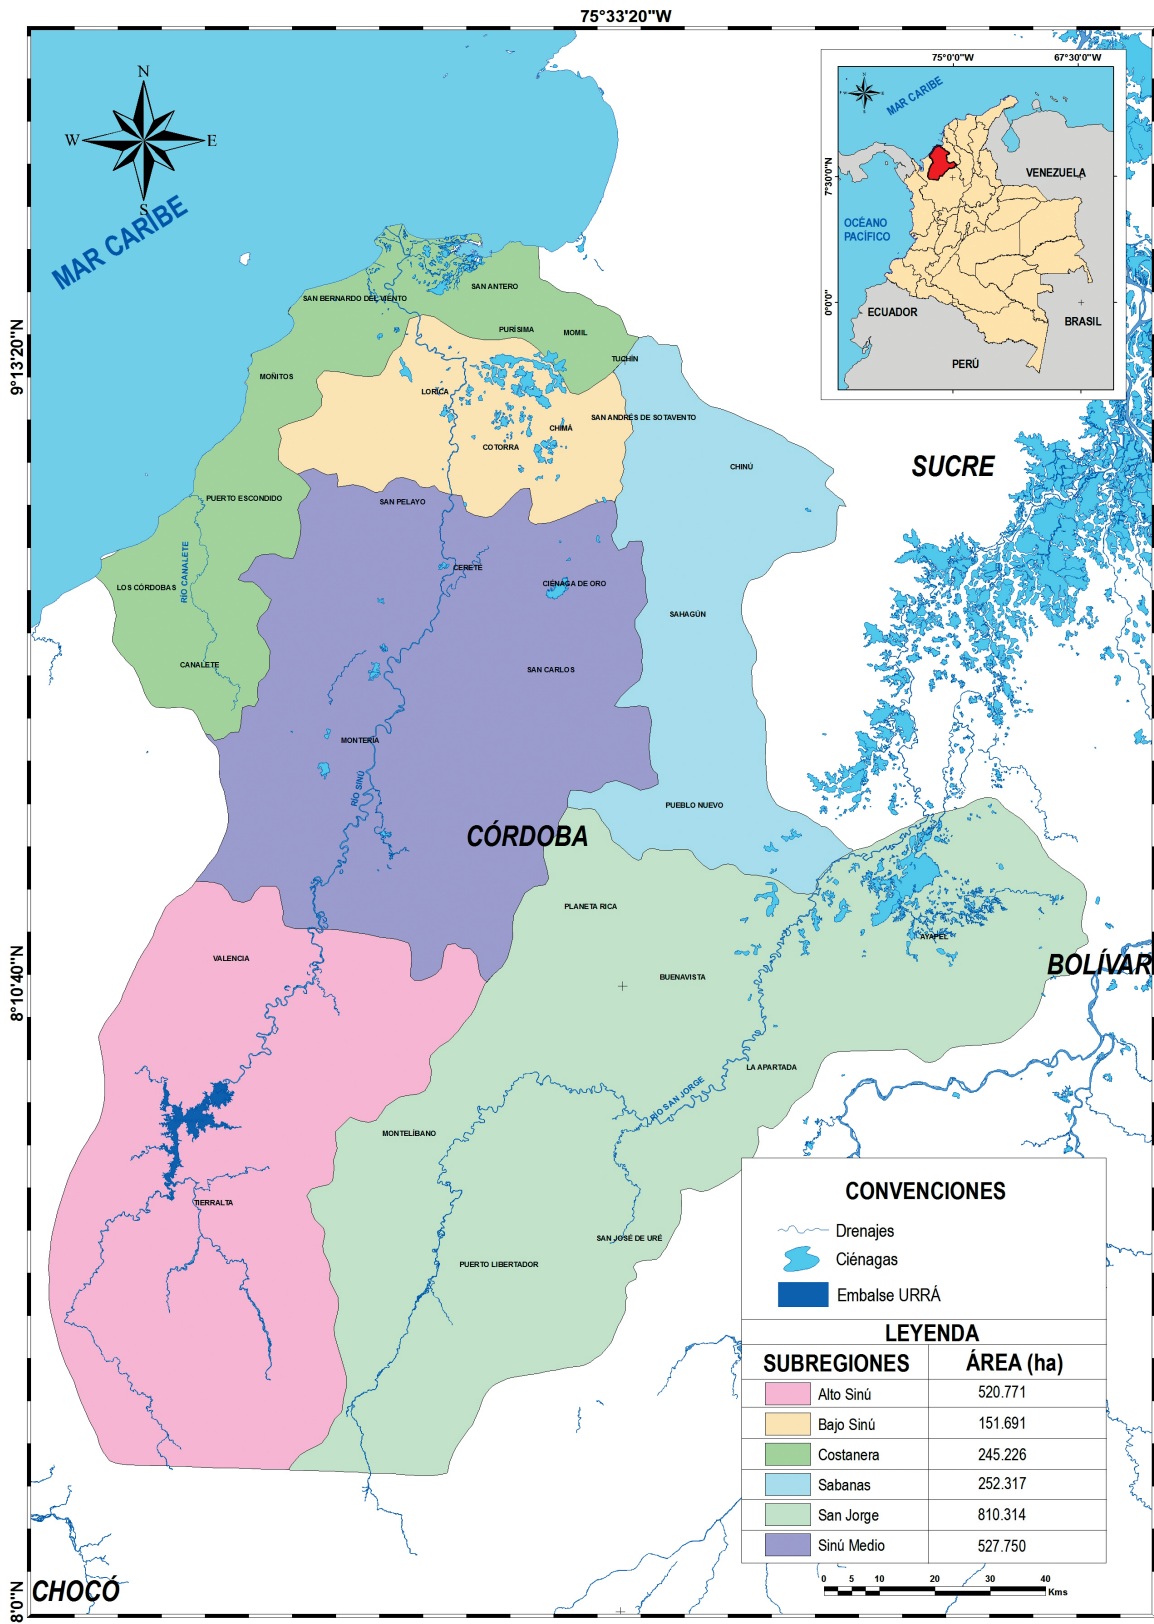 75°33'20"W
N
W
E
S
MAR CARIBE
75°0'0"W
67°30'0"W
MAR CARIBE
7°30'0"N
VENEZUELA
OCÉANO
PACÍFICO
0°0'0"
ECUADOR
BRASIL
PERÚ
SAN ANTERO
SAN BERNARDO DEL VIENTO
PURÍSIMA
MOMIL
9°13'20"N
TUCHÍN
MOÑITOS
LORICA
SAN ANDRÉS DE SOTAVENTO
CHIMÁ
COTORRA
CHINÚ
SUCRE
PUERTO ESCONDIDO
SAN PELAYO
CERETÉ
CIÉNAGA DE ORO
LOS CÓRDOBAS
RÍO CANALETE
SAHAGÚN
CANALETE
SAN CARLOS
MONTERÍA
RÍO SINÚ
PUEBLO NUEVO
CÓRDOBA
PLANETA RICA
AYAPEL
VALENCIA
BOLÍVAR
BUENAVISTA
8°10'40"N
LA APARTADA
RÍO SAN JORGE
MONTELÍBANO
TIERRALTA
SAN JOSÉ DE URÉ
PUERTO LIBERTADOR
CONVENCIONES
Drenajes
Ciénagas
Embalse URRÁ
LEYENDA
SUBREGIONES ÁREA (ha)
Alto Sinú 520.771
Bajo Sinú 151.691
Costanera 245.226
Sabanas 252.317
San Jorge 810.314
Sinú Medio 527.750
0 5 10 20 30 40
Kms
CHOCÓ
8°0"N